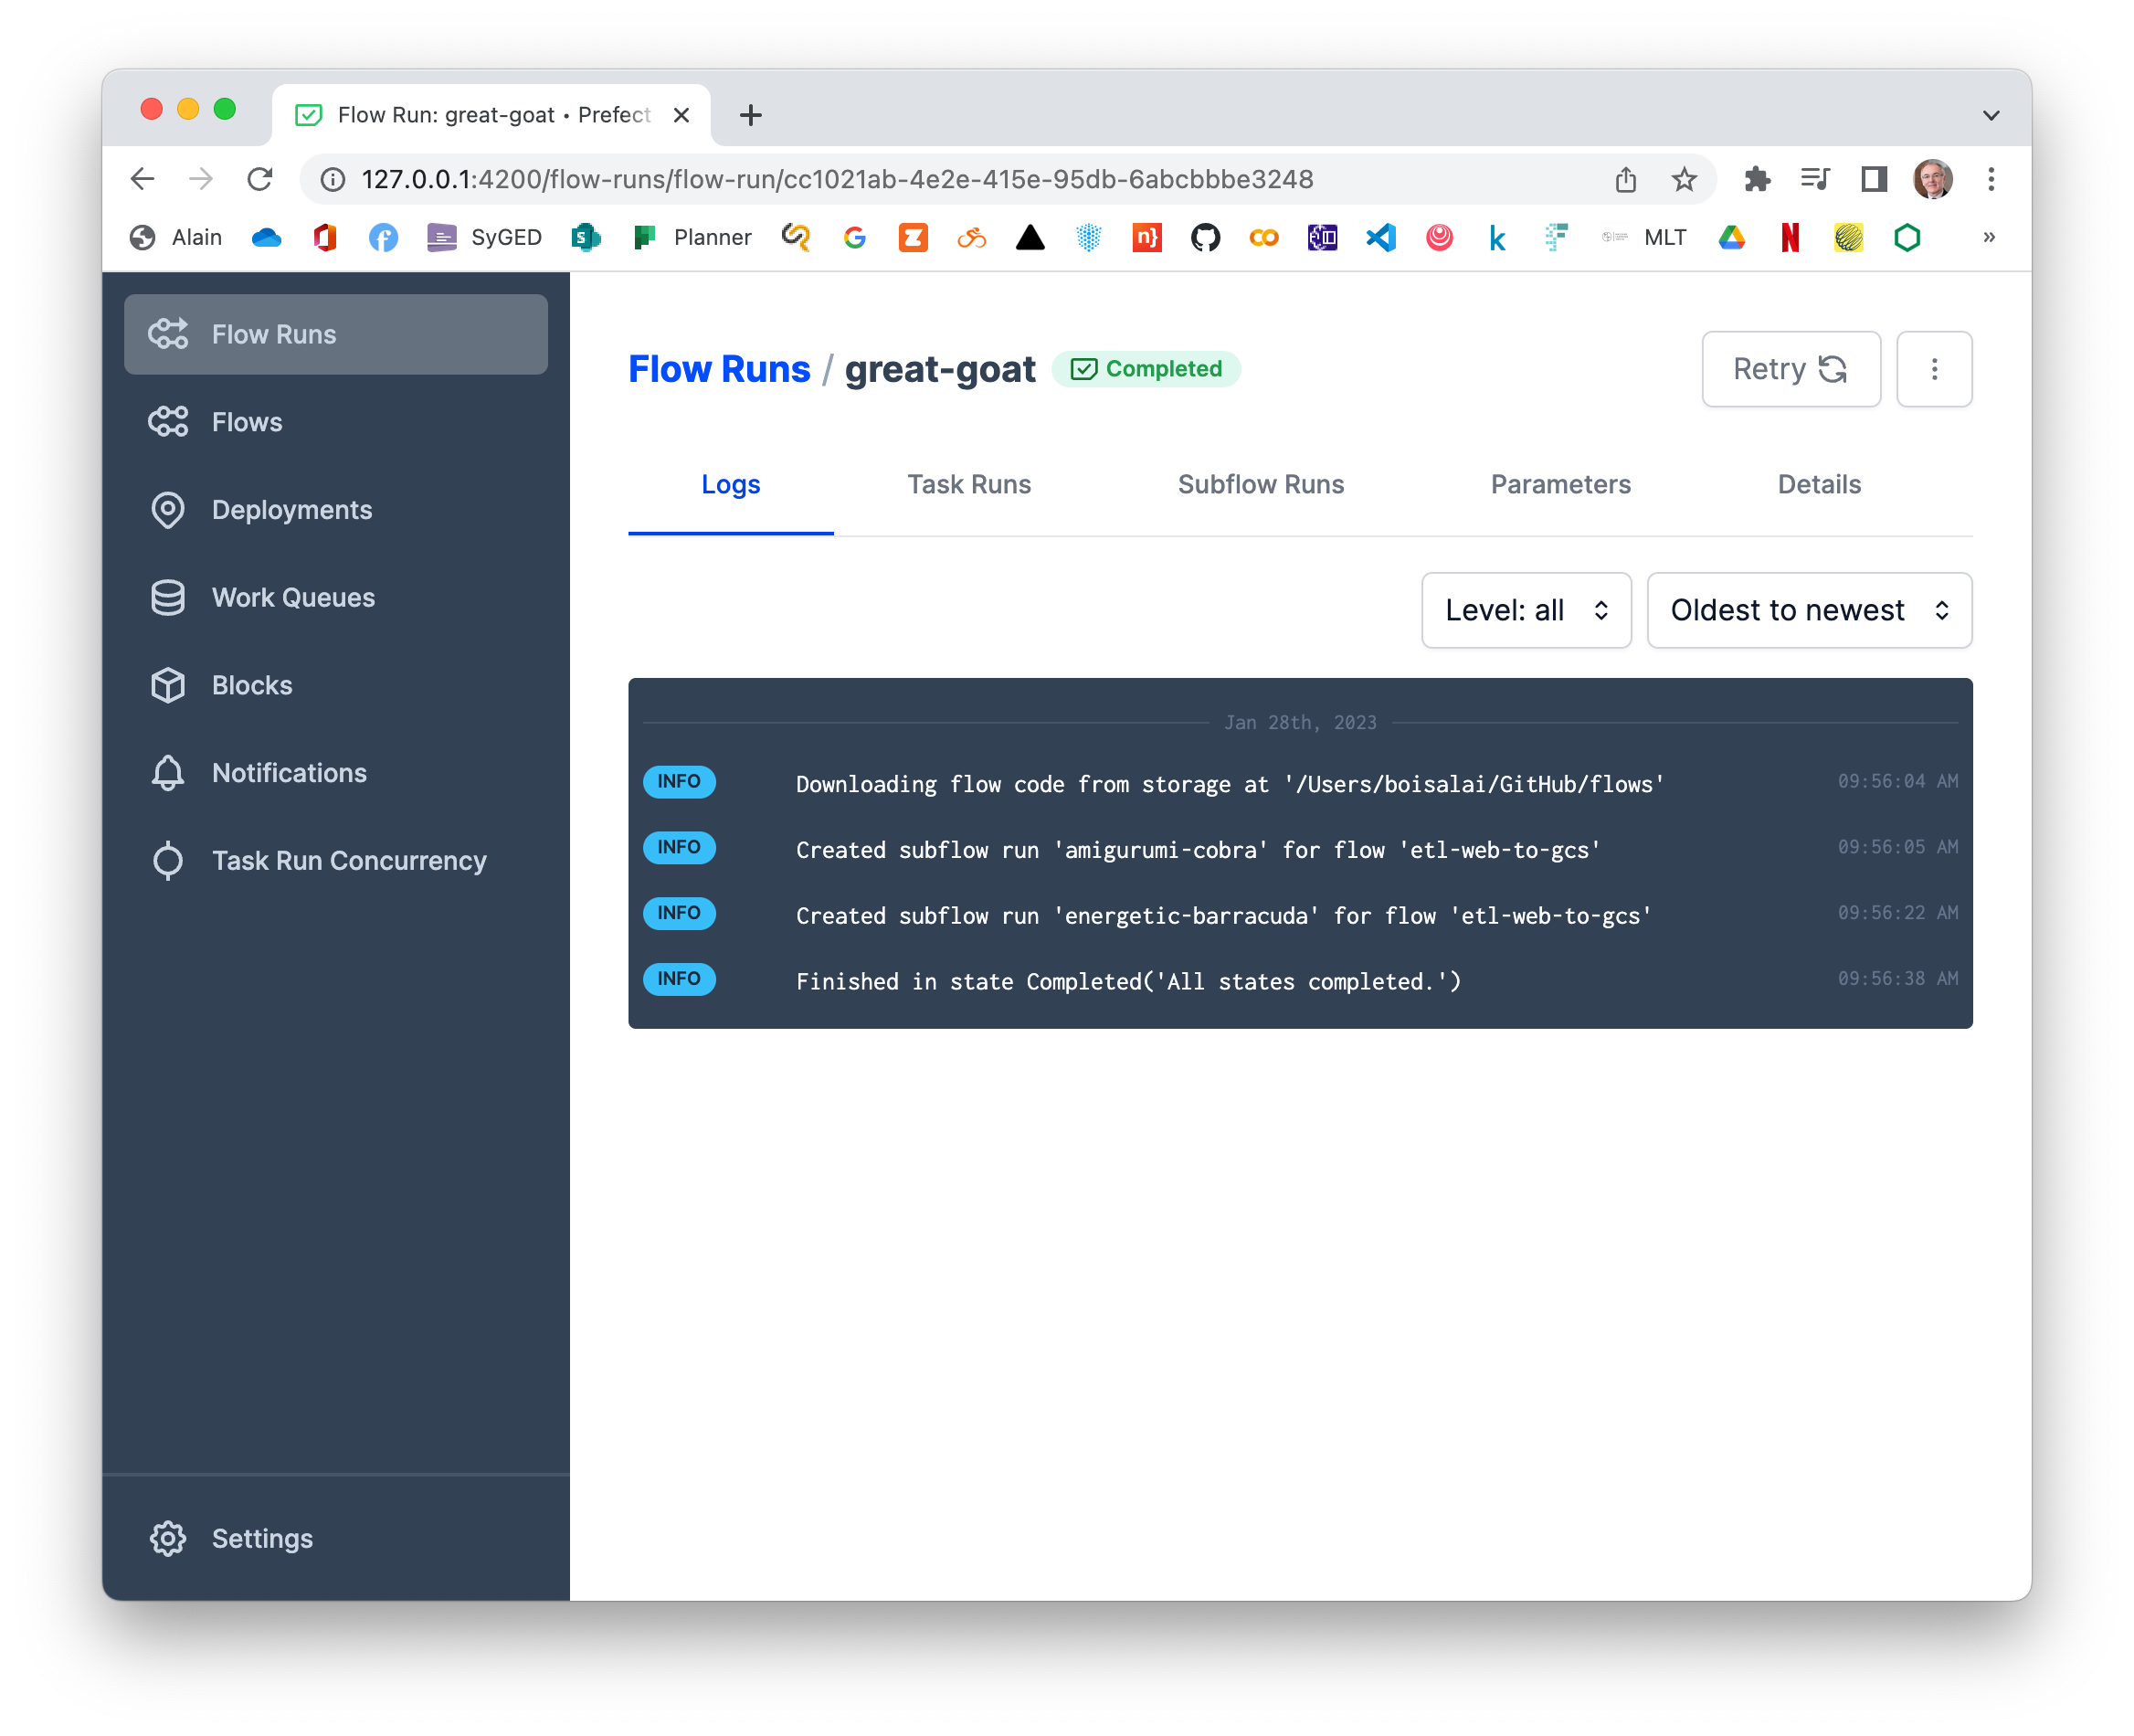 Flow Run: great-goat • Prefect
127.0.0.1:4200/flow-runs/flow-run/cc1021ab-4e2e-415e-95db-6abcbbbe3248
Alain SyGED Planner MLT »
Flow Runs
Flows
Deployments
Work Queues
Blocks
Notifications
Task Run Concurrency
Settings
Flow Runs / great-goat Completed Retry
Logs Task Runs Subflow Runs Parameters Details
Level: all Oldest to newest
Jan 28th, 2023
INFO Downloading flow code from storage at '/Users/boisalai/GitHub/flows' 09:56:04 AM
INFO Created subflow run 'amigurumi-cobra' for flow 'etl-web-to-gcs' 09:56:05 AM
INFO Created subflow run 'energetic-barracuda' for flow 'etl-web-to-gcs' 09:56:22 AM
INFO Finished in state Completed('All states completed.') 09:56:38 AM